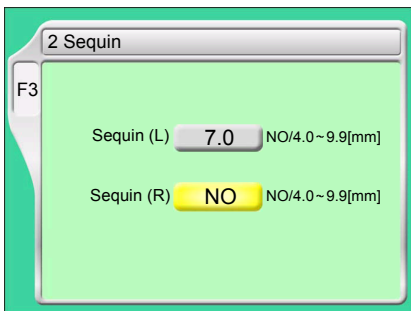 2 Sequin
F3
Sequin (L) 7.0 NO/4.0~9.9[mm]
Sequin (R) NO NO/4.0~9.9[mm]